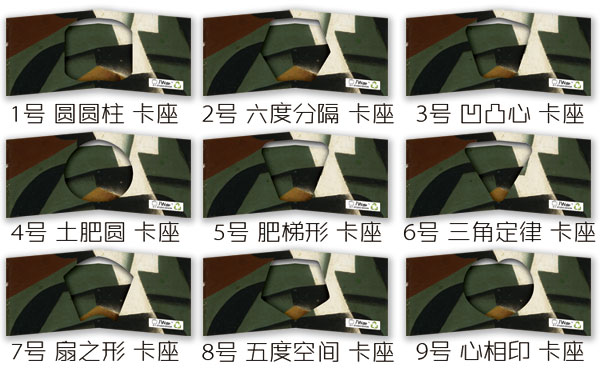 1号 圆圆柱 卡座
2号 六度分隔 卡座
3号 凹凸心 卡座
4号 土肥圆 卡座
5号 肥梯形 卡座
6号 三角定律 卡座
7号 扇之形 卡座
8号 五度空间 卡座
9号 心相印 卡座